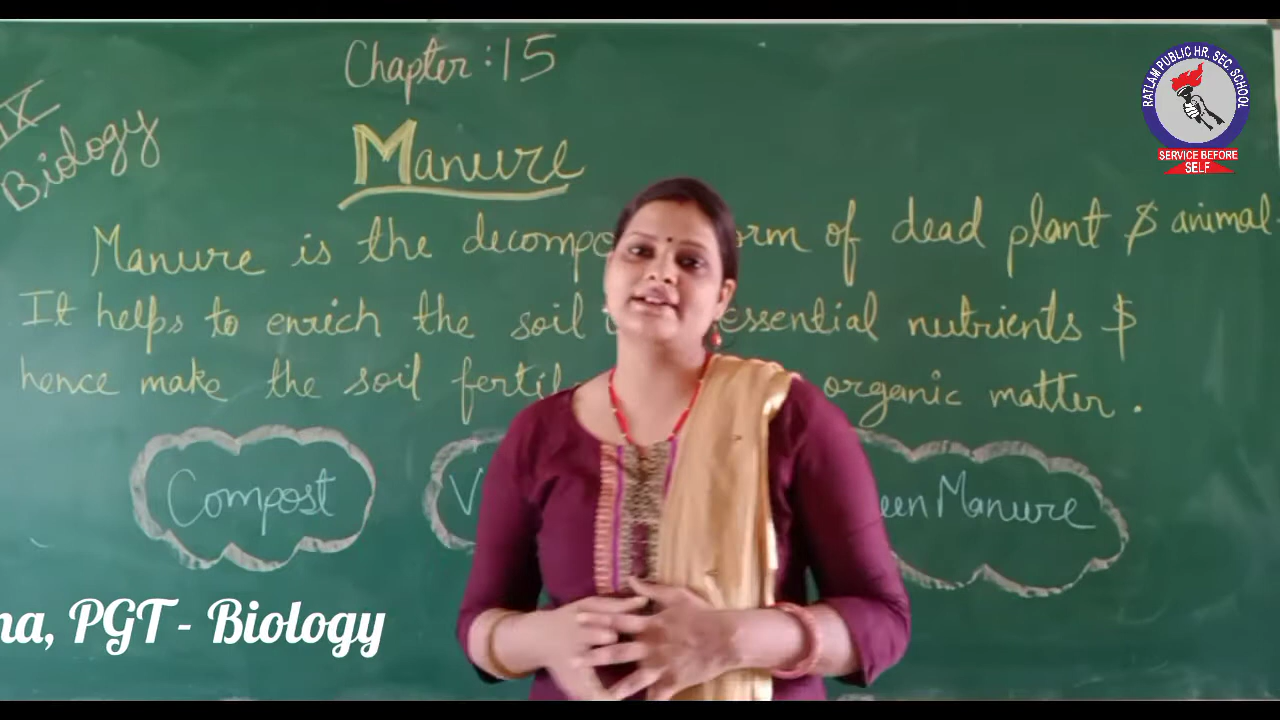 Chapter : 15
IX
Biology
Manure
Manure is the decompo orm of dead plant & animal
It helps to enrich the soil essential nutrients &
hence make the soil fertil organic matter .
Compost
V
een Manure
na, PGT - Biology
RATLAM PUBLIC HR. SEC. SCHOOL
SERVICE BEFORE
SELF